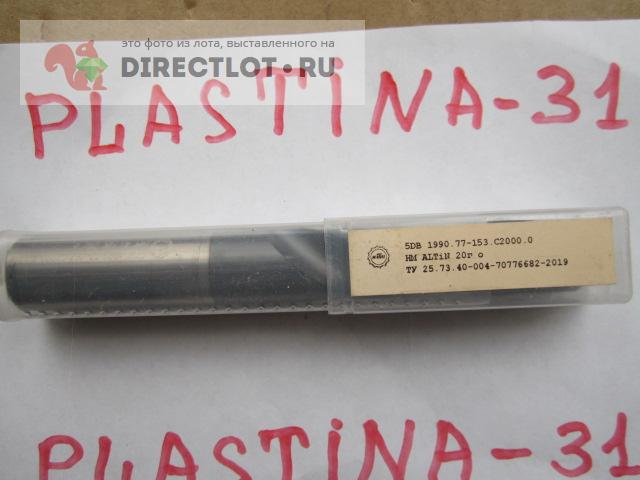 это фото из лота, выставленного на
DIRECTLOT.RU
PLASTiNA-31
5DB 1990.77-153.C2000.0
HM ALTiN 20г о
ТУ 25.73.40-004-70776682-2019
PLASTiNA-31